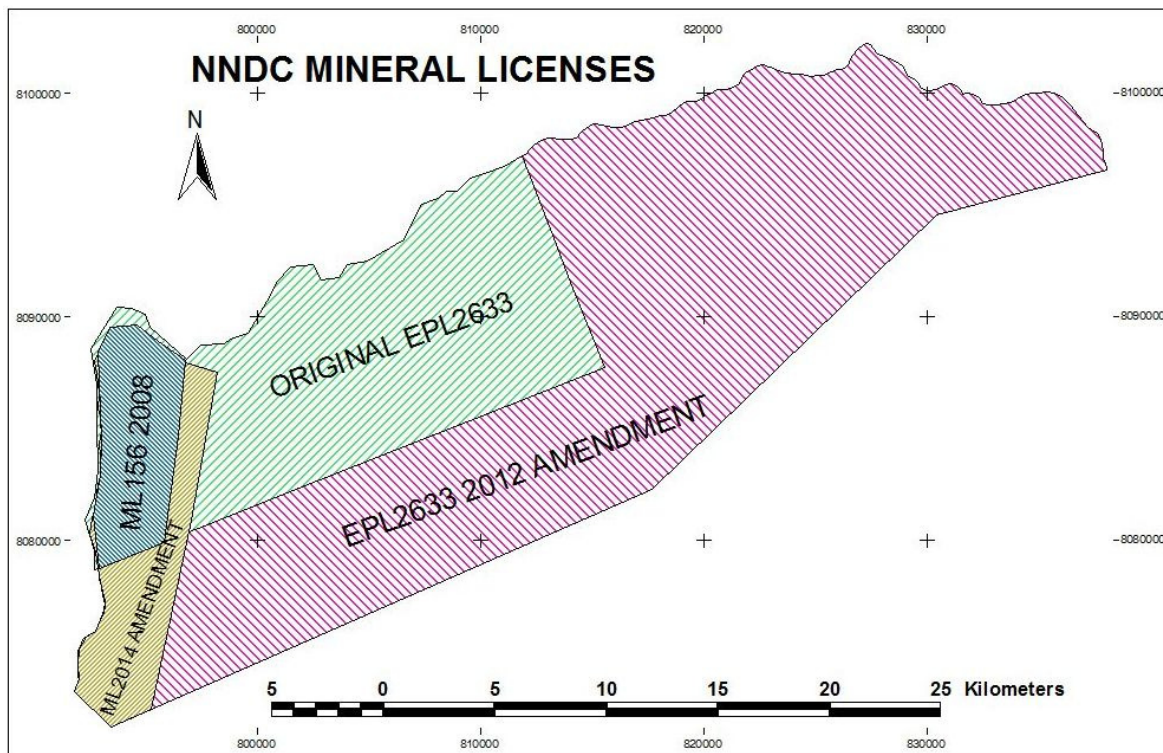 800000 810000 820000 830000
NNDC MINERAL LICENSES
8100000 8100000
N
8090000 8090000
ORIGINAL EPL2633
ML156 2008
EPL2633 2012 AMENDMENT
8080000 8080000
ML2014 AMENDMENT
5 0 5 10 15 20 25 Kilometers
800000 810000 820000 830000